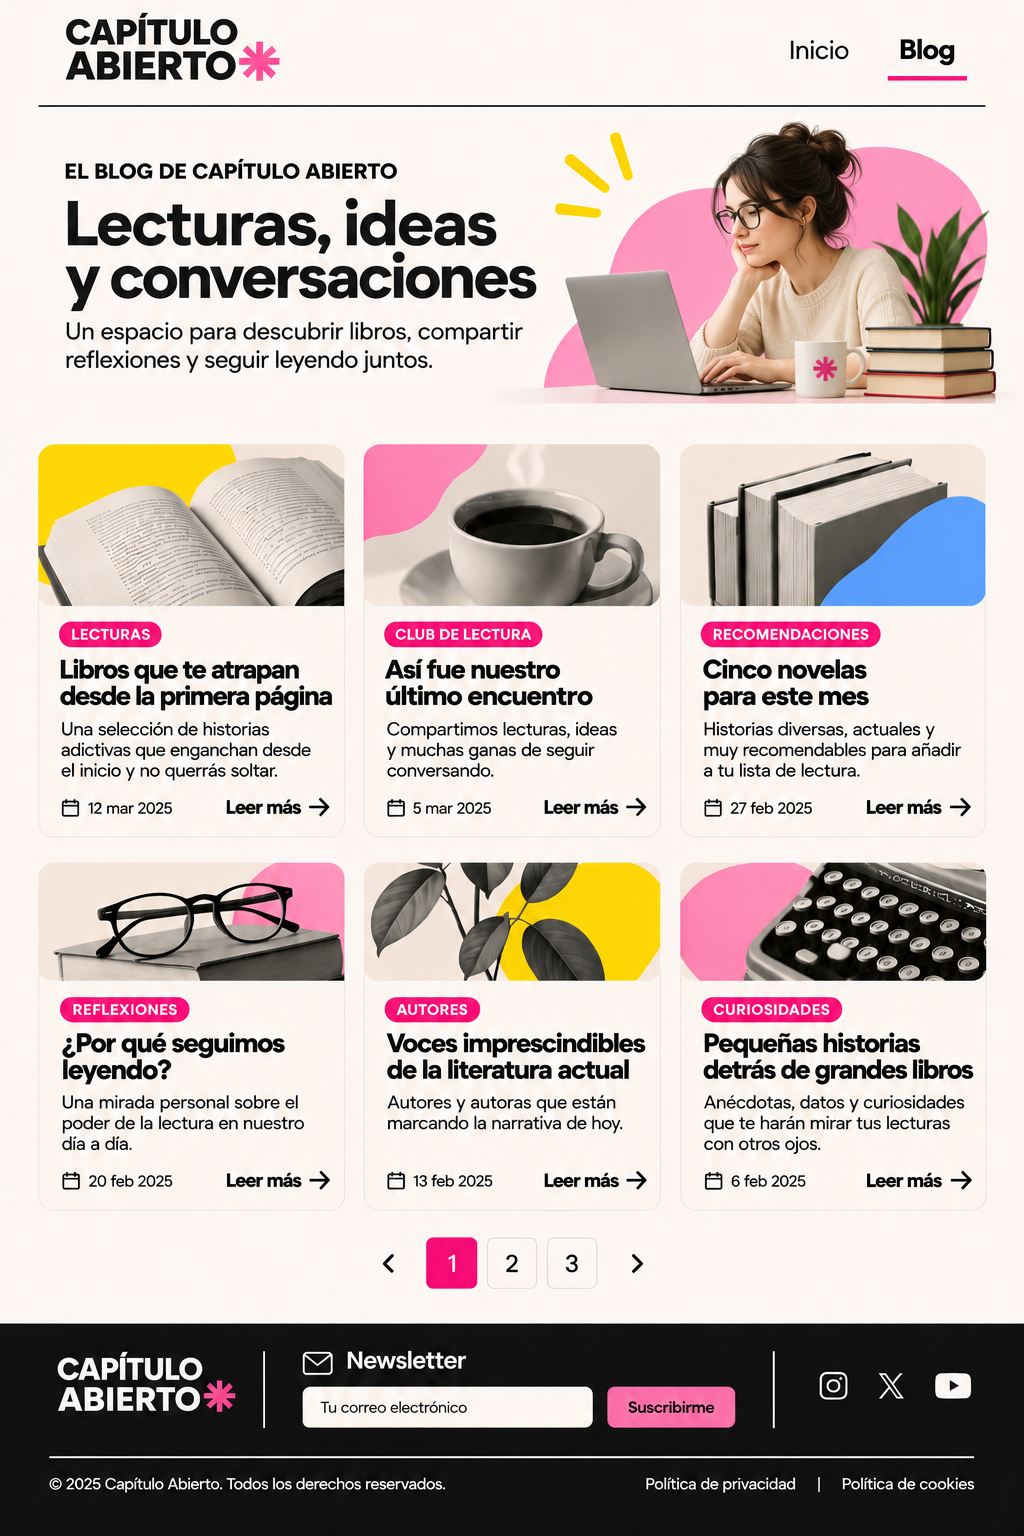 CAPÍTULO
ABIERTO
Inicio
Blog
EL BLOG DE CAPÍTULO ABIERTO
Lecturas, ideas
y conversaciones
Un espacio para descubrir libros, compartir
reflexiones y seguir leyendo juntos.
LECTURAS
Libros que te atrapan
desde la primera página
Una selección de historias
adictivas que enganchan desde
el inicio y no querrás soltar.
12 mar 2025
Leer más
CLUB DE LECTURA
Así fue nuestro
último encuentro
Compartimos lecturas, ideas
y muchas ganas de seguir
conversando.
5 mar 2025
Leer más
RECOMENDACIONES
Cinco novelas
para este mes
Historias diversas, actuales y
muy recomendables para añadir
a tu lista de lectura.
27 feb 2025
Leer más
REFLEXIONES
¿Por qué seguimos
leyendo?
Una mirada personal sobre el
poder de la lectura en nuestro
día a día.
20 feb 2025
Leer más
AUTORES
Voces imprescindibles
de la literatura actual
Autores y autoras que están
marcando la narrativa de hoy.
13 feb 2025
Leer más
CURIOSIDADES
Pequeñas historias
detrás de grandes libros
Anécdotas, datos y curiosidades
que te harán mirar tus lecturas
con otros ojos.
6 feb 2025
Leer más
1
2
3
CAPÍTULO
ABIERTO
Newsletter
Tu correo electrónico
Suscribirme
© 2025 Capítulo Abierto. Todos los derechos reservados.
Política de privacidad | Política de cookies